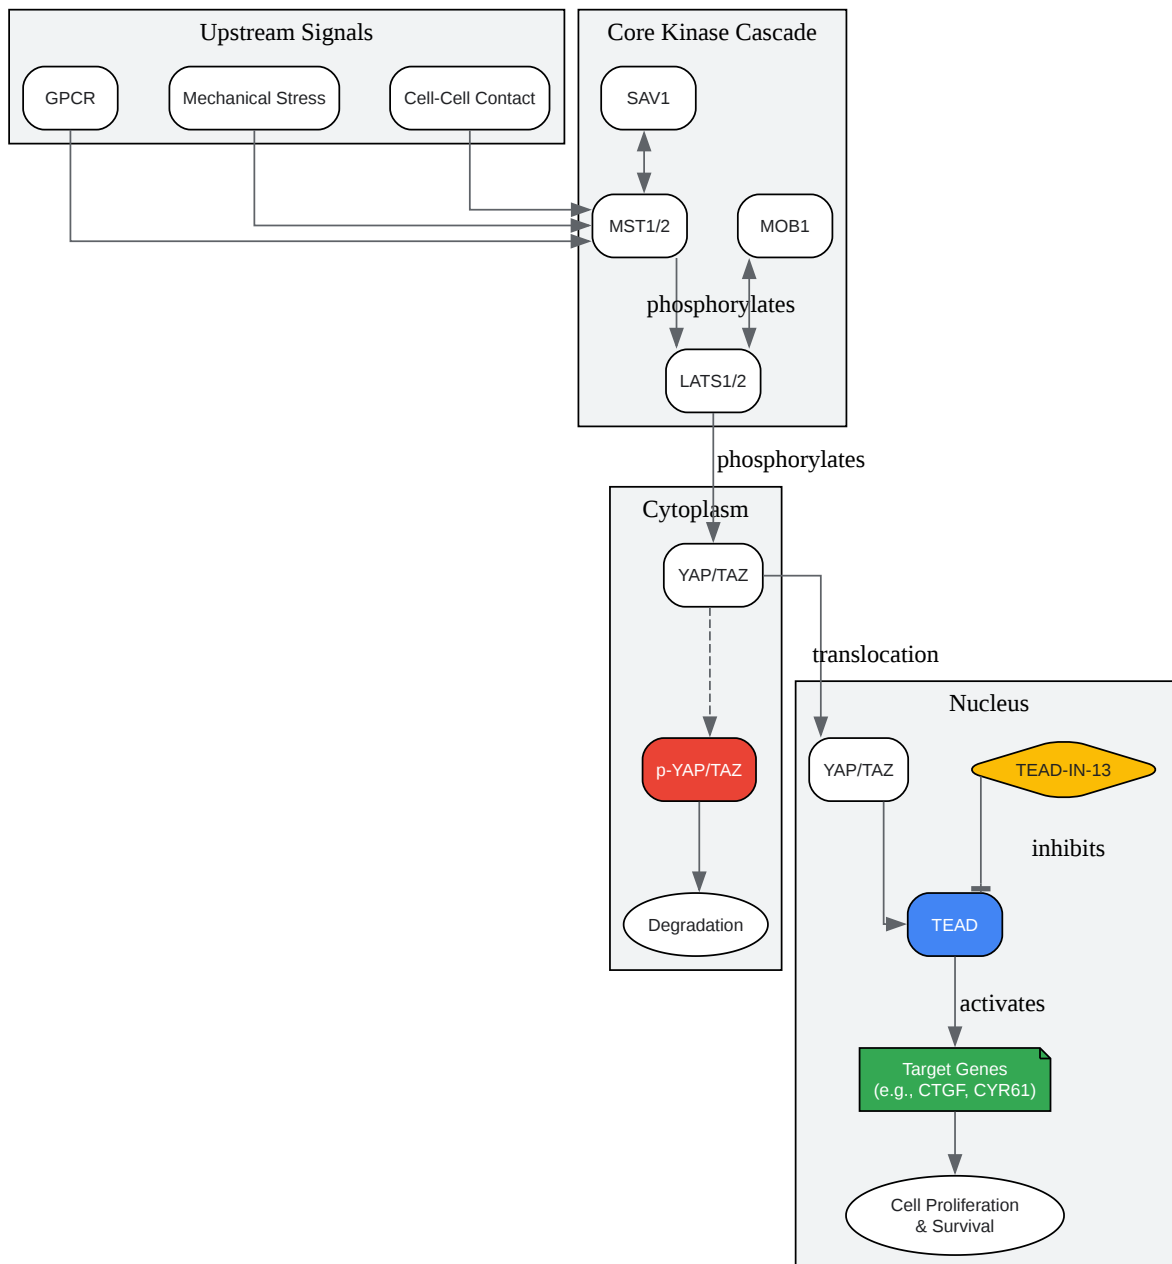 Upstream Signals
GPCR
Mechanical Stress
Cell-Cell Contact
Core Kinase Cascade
SAV1
MST1/2
MOB1
phosphorylates
LATS1/2
phosphorylates
Cytoplasm
YAP/TAZ
translocation
p-YAP/TAZ
Degradation
Nucleus
YAP/TAZ
TEAD-IN-13
inhibits
TEAD
activates
Target Genes
(e.g., CTGF, CYR61)
Cell Proliferation
& Survival